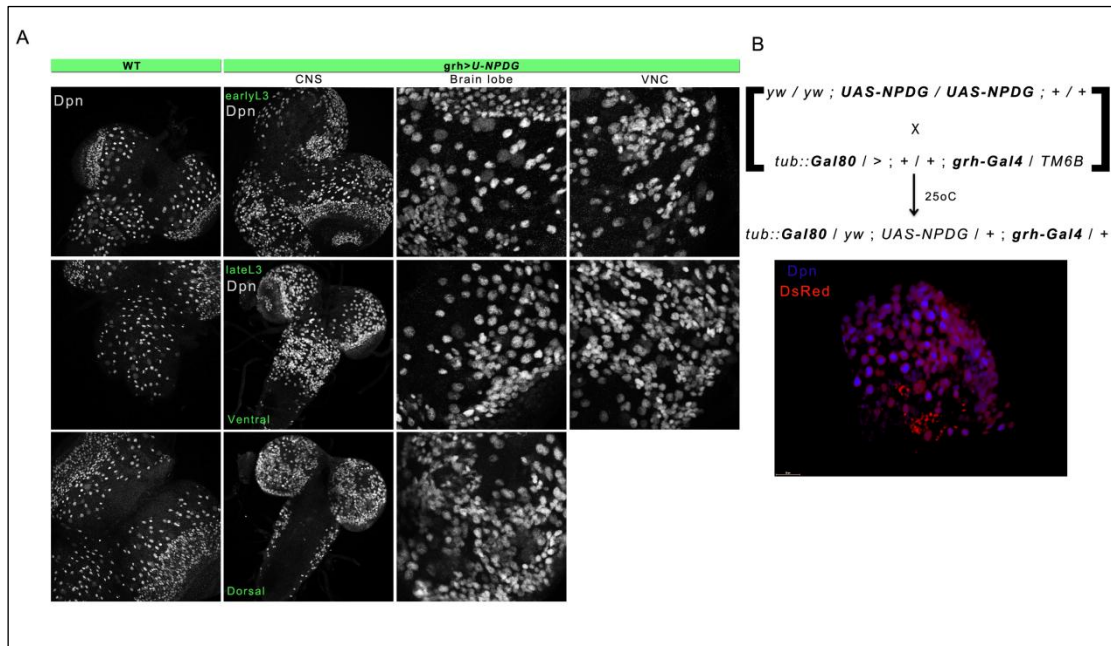 A
WT
grh>U-NPDG
CNS
Brain lobe
VNC
Dpn
earlyL3
Dpn
lateL3
Dpn
Ventral
Dorsal
B
yw / yw ; UAS-NPDG / UAS-NPDG ; + / +
X
tub::Gal80 / > ; + / + ; grh-Gal4 / TM6B
25oC
tub::Gal80 / yw ; UAS-NPDG / + ; grh-Gal4 / +
Dpn
DsRed